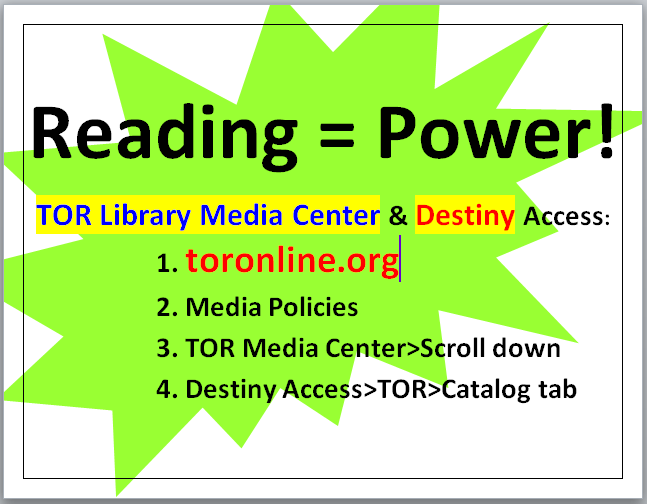 Reading = Power!
TOR Library Media Center & Destiny Access:
1. toronline.org
2. Media Policies
3. TOR Media Center>Scroll down
4. Destiny Access>TOR>Catalog tab